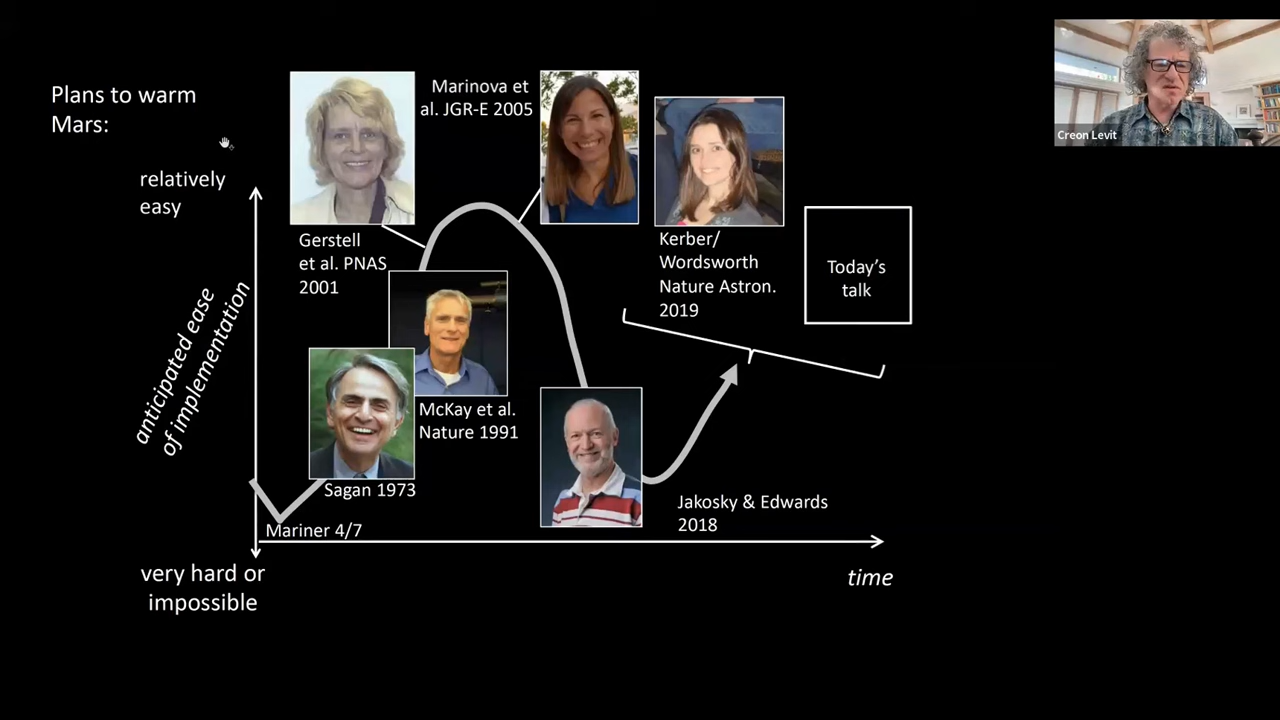 Plans to warm
Mars:
relatively
easy
anticipated ease
of implementation
very hard or
impossible
Marinova et
al. JGR-E 2005
Gerstell
et al. PNAS
2001
Kerber/
Wordsworth
Nature Astron.
2019
Today's
talk
McKay et al.
Nature 1991
Sagan 1973
Jakosky & Edwards
2018
Mariner 4/7
time
Creon Levit